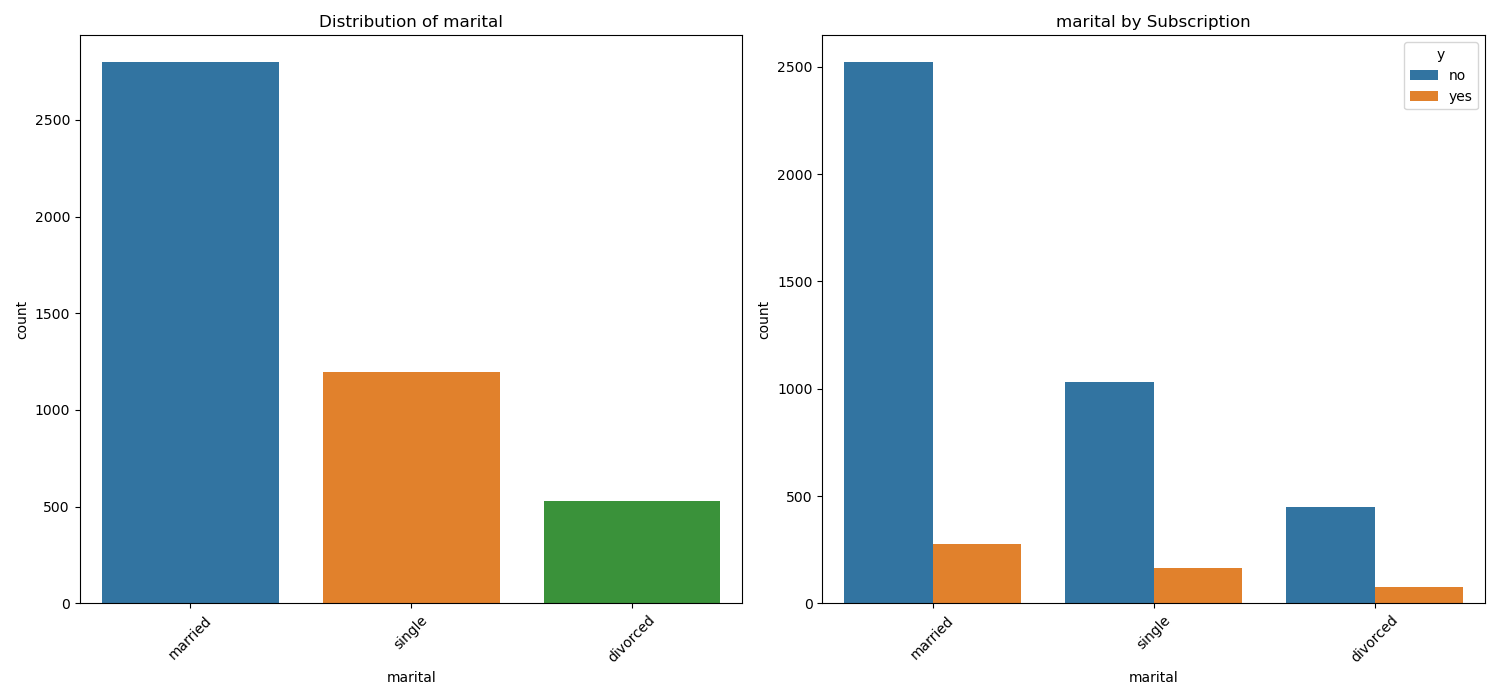 Distribution of marital
count
2500
2000
1500
1000
500
0
married
single
divorced
marital
marital by Subscription
count
2500
2000
1500
1000
500
0
y
no
yes
married
single
divorced
marital